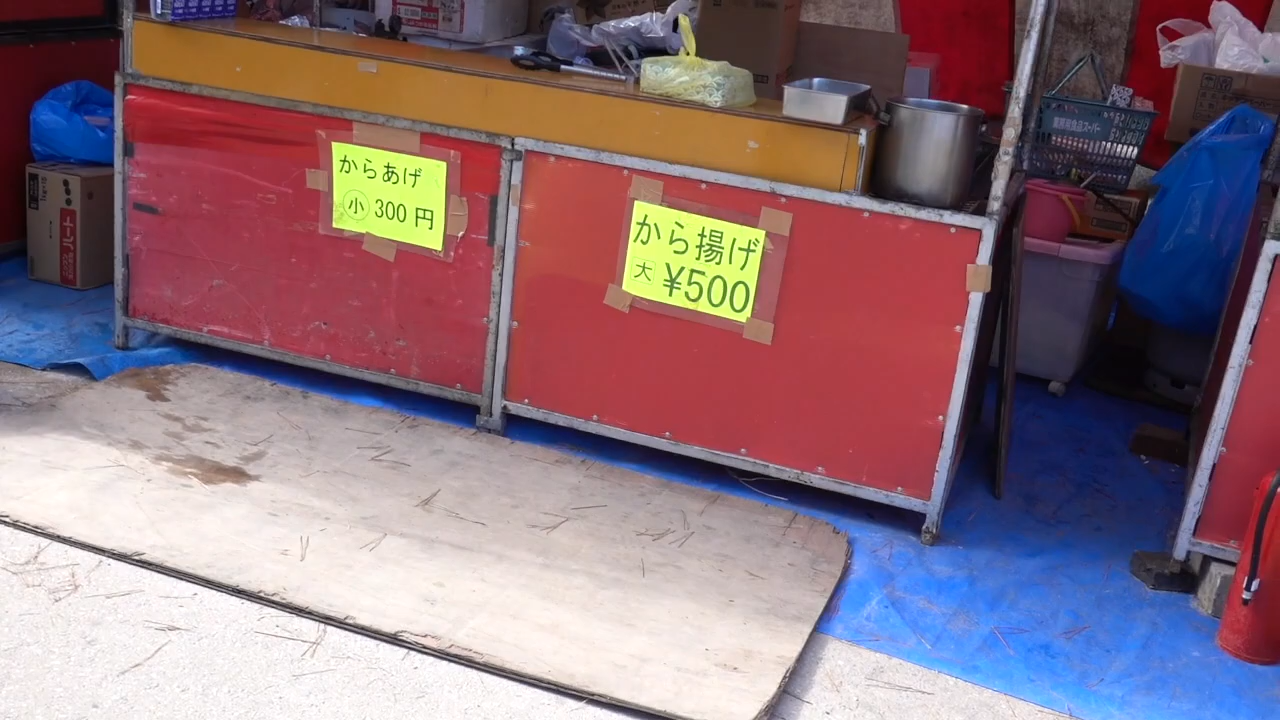 からあげ
小 300円
から揚げ
大 ¥500